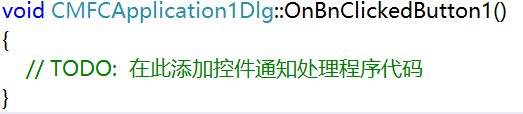 void CMFCApplication1Dlg::OnBnClickedButton1()
{
// TODO: 在此添加控件通知处理程序代码
}